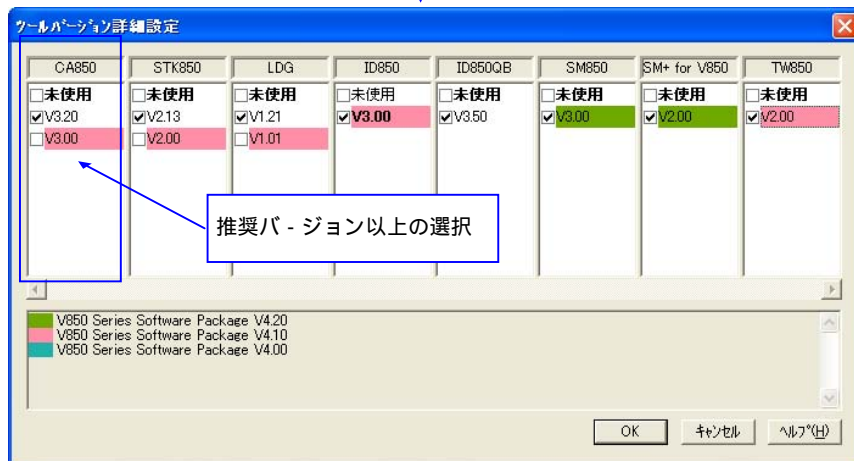 ツールバージョン詳細設定
CA850 STK850 LDG ID850 ID850QB SM850 SM+ for V850 TW850
未使用 未使用 未使用 未使用 未使用 未使用 未使用 未使用
V3.20 V2.13 V1.21 V3.00 V3.50 V3.00 V2.00 V2.00
V3.00 V2.00 V1.01
推奨バ - ジョン以上の選択
V850 Series Software Package V4.20
V850 Series Software Package V4.10
V850 Series Software Package V4.00
OK キャンセル ヘルプ(H)